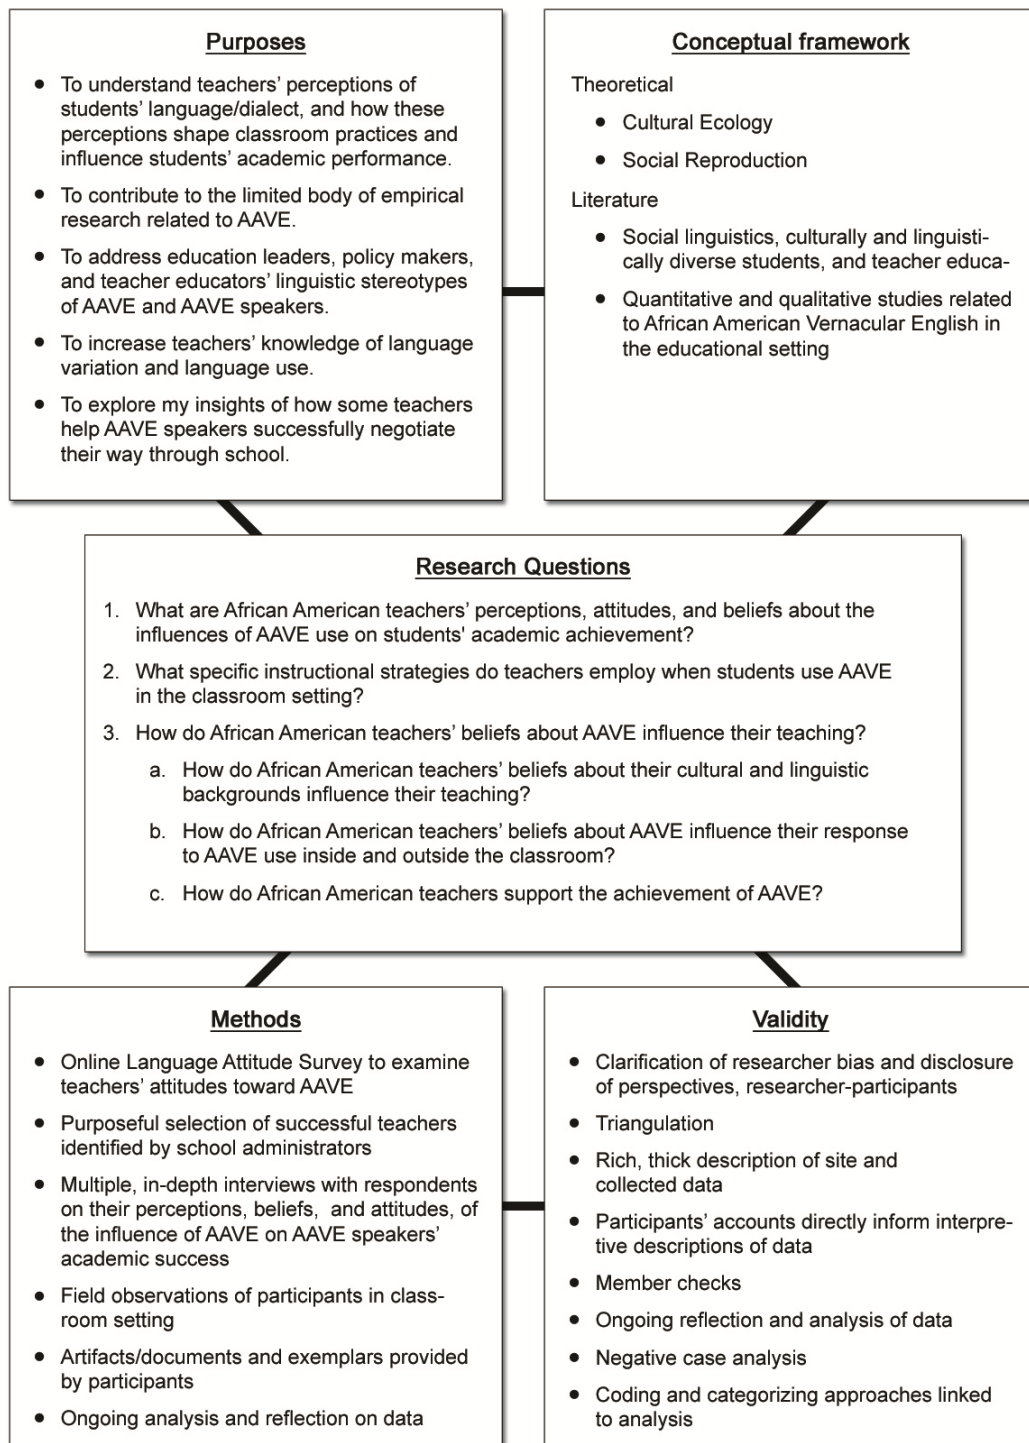 Purposes
• To understand teachers’ perceptions of
students’ language/dialect, and how these
perceptions shape classroom practices and
influence students’ academic performance.
• To contribute to the limited body of empirical
research related to AAVE.
• To address education leaders, policy makers,
and teacher educators’ linguistic stereotypes
of AAVE and AAVE speakers.
• To increase teachers’ knowledge of language
variation and language use.
• To explore my insights of how some teachers
help AAVE speakers successfully negotiate
their way through school.
Conceptual framework
Theoretical
• Cultural Ecology
• Social Reproduction
Literature
• Social linguistics, culturally and linguisti-
cally diverse students, and teacher educa-
• Quantitative and qualitative studies related
to African American Vernacular English in
the educational setting
Research Questions
1. What are African American teachers’ perceptions, attitudes, and beliefs about the
influences of AAVE use on students' academic achievement?
2. What specific instructional strategies do teachers employ when students use AAVE
in the classroom setting?
3. How do African American teachers’ beliefs about AAVE influence their teaching?
a. How do African American teachers’ beliefs about their cultural and linguistic
backgrounds influence their teaching?
b. How do African American teachers’ beliefs about AAVE influence their response
to AAVE use inside and outside the classroom?
c. How do African American teachers support the achievement of AAVE?
Methods
• Online Language Attitude Survey to examine
teachers’ attitudes toward AAVE
• Purposeful selection of successful teachers
identified by school administrators
• Multiple, in-depth interviews with respondents
on their perceptions, beliefs, and attitudes, of
the influence of AAVE on AAVE speakers’
academic success
• Field observations of participants in class-
room setting
• Artifacts/documents and exemplars provided
by participants
• Ongoing analysis and reflection on data
Validity
• Clarification of researcher bias and disclosure
of perspectives, researcher-participants
• Triangulation
• Rich, thick description of site and
collected data
• Participants’ accounts directly inform interpre-
tive descriptions of data
• Member checks
• Ongoing reflection and analysis of data
• Negative case analysis
• Coding and categorizing approaches linked
to analysis